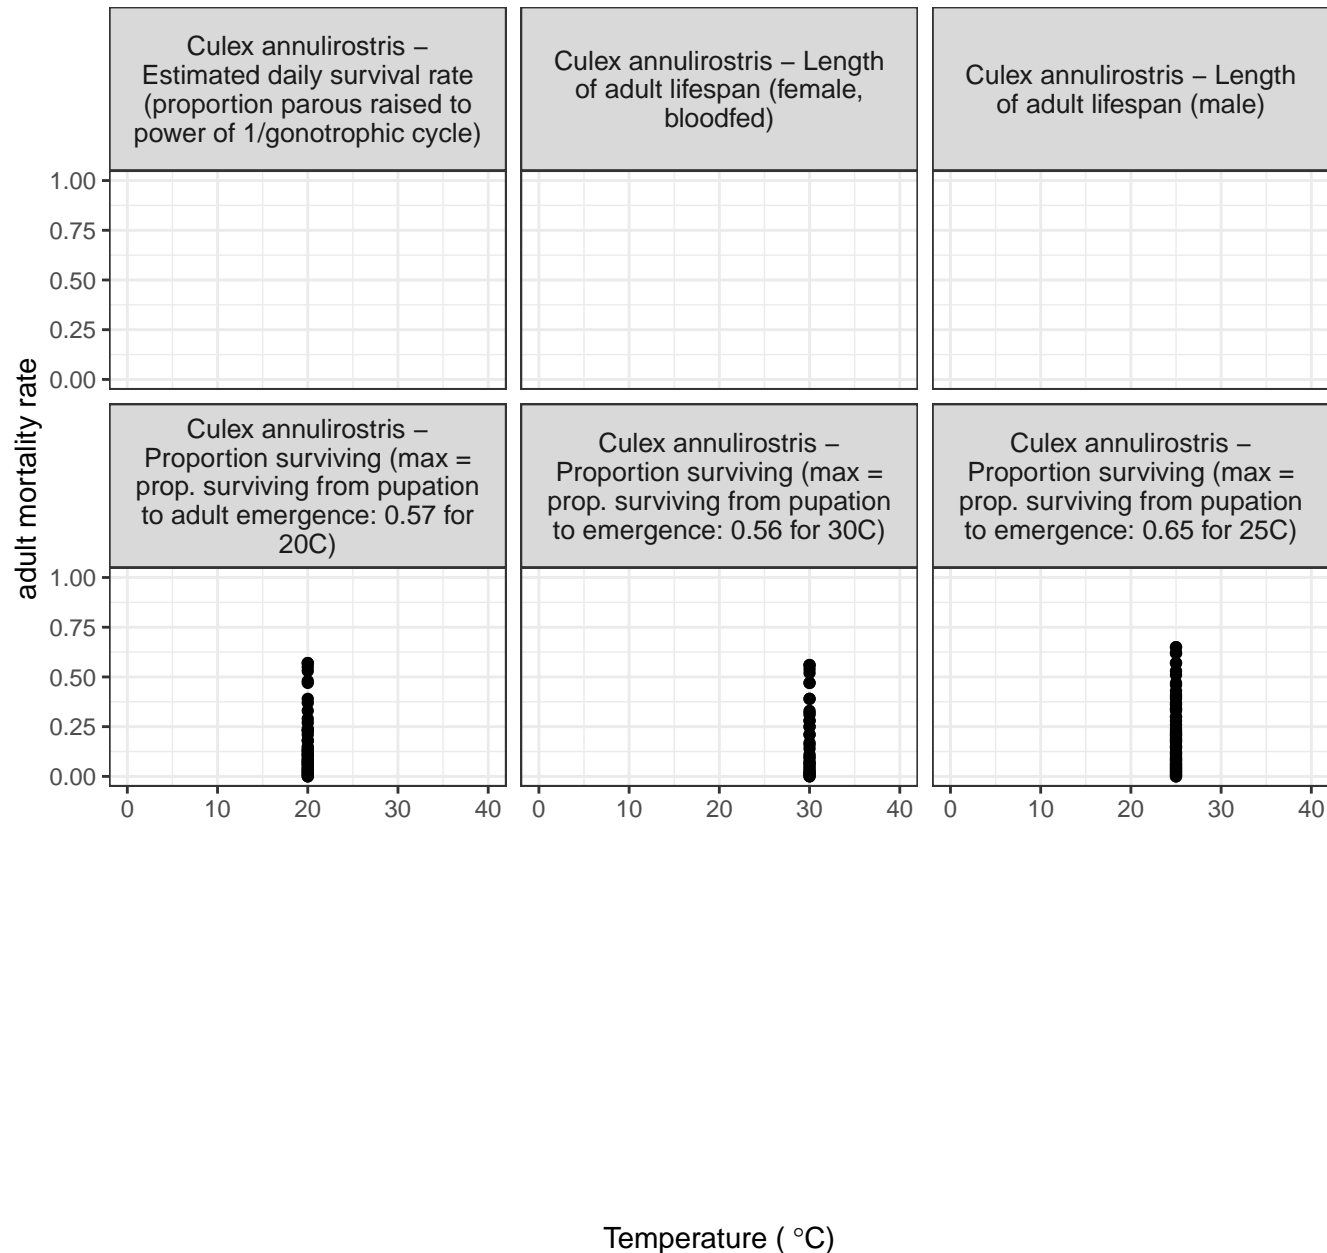 Culex annulirostris −
Estimated daily survival rate
(proportion parous raised to
power of 1/gonotrophic cycle)
Culex annulirostris − Length
of adult lifespan (female,
bloodfed)
Culex annulirostris − Length
of adult lifespan (male)
1.00
0.75
0.50
0.25
0.00
adult mortality rate
Culex annulirostris −
Proportion surviving (max =
prop. surviving from pupation
to adult emergence: 0.57 for
20C)
Culex annulirostris −
Proportion surviving (max =
prop. surviving from pupation
to emergence: 0.56 for 30C)
Culex annulirostris −
Proportion surviving (max =
prop. surviving from pupation
to emergence: 0.65 for 25C)
1.00
0.75
0.50
0.25
0.00
0 10 20 30 40
0 10 20 30 40
0 10 20 30 40
Temperature ( °C)